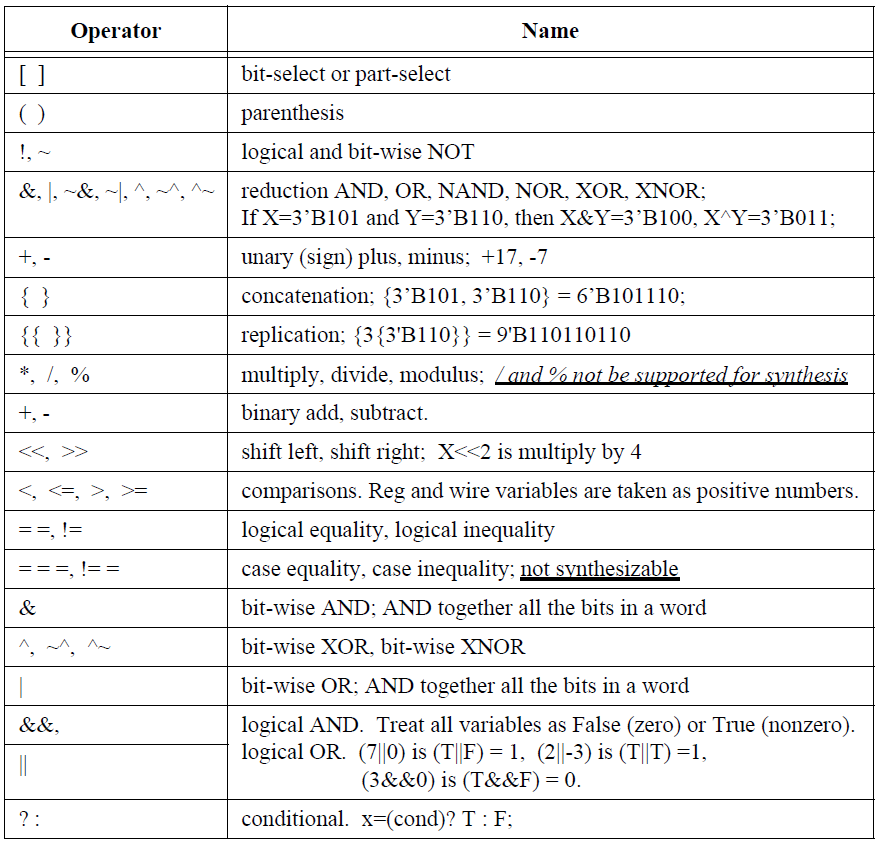 Operator Name
[ ] bit-select or part-select
( ) parenthesis
!, ~ logical and bit-wise NOT
&, |, ~&, ~|, ^, ~^, ^~ reduction AND, OR, NAND, NOR, XOR, XNOR;
If X=3’B101 and Y=3’B110, then X&Y=3’B100, X^Y=3’B011;
+, - unary (sign) plus, minus; +17, -7
{ } concatenation; {3’B101, 3’B110} = 6’B101110;
{{ }} replication; {3{3'B110}} = 9'B110110110
*, /, % multiply, divide, modulus; / and % not be supported for synthesis
+, - binary add, subtract.
<<, >> shift left, shift right; X<<2 is multiply by 4
<, <=, >, >= comparisons. Reg and wire variables are taken as positive numbers.
= =, != logical equality, logical inequality
= = =, != = case equality, case inequality; not synthesizable
& bit-wise AND; AND together all the bits in a word
^, ~^, ^~ bit-wise XOR, bit-wise XNOR
| bit-wise OR; AND together all the bits in a word
&&, logical AND. Treat all variables as False (zero) or True (nonzero).
|| logical OR. (7||0) is (T||F) = 1, (2||-3) is (T||T) =1,
(3&&0) is (T&&F) = 0.
? : conditional. x=(cond)? T : F;